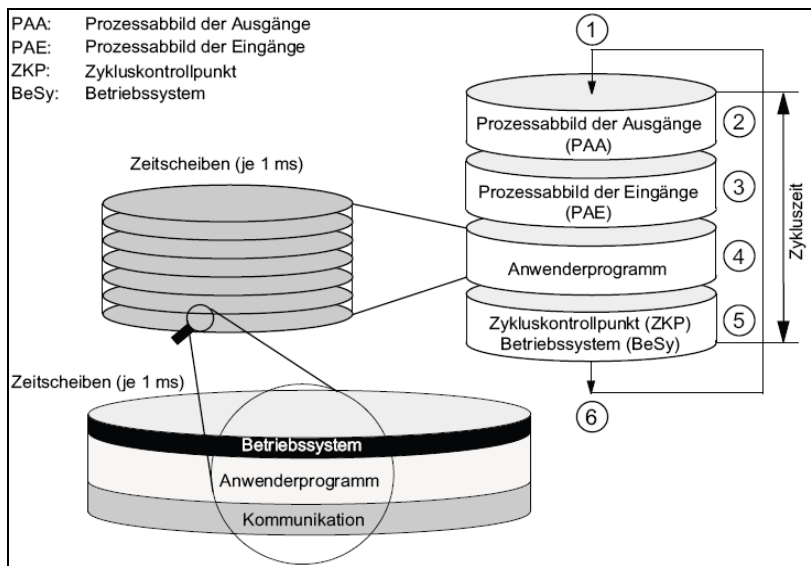 PAA: Prozessabbild der Ausgänge
PAE: Prozessabbild der Eingänge
ZKP: Zykluskontrollpunkt
BeSy: Betriebssystem
1
Prozessabbild der Ausgänge
(PAA)
2
Zeitscheiben (je 1 ms)
Prozessabbild der Eingänge
(PAE)
3
Anwenderprogramm
4
Zykluskontrollpunkt (ZKP)
Betriebssystem (BeSy)
5
Zykluszeit
6
Zeitscheiben (je 1 ms)
Betriebssystem
Anwenderprogramm
Kommunikation